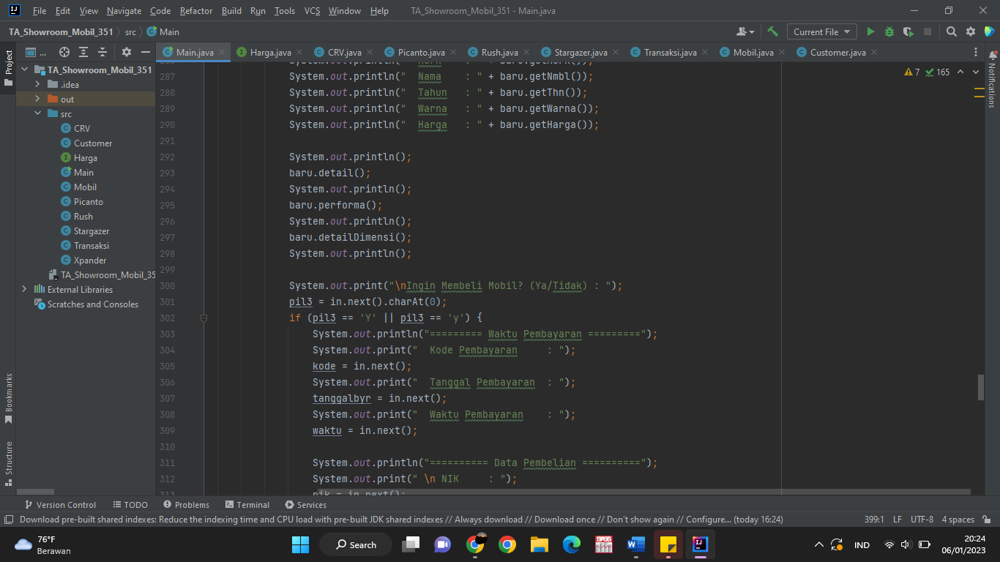 File Edit View Navigate Code Refactor Build Run Tools VCS Window Help TA_Showroom_Mobil_351 - Main.java
TA_Showroom_Mobil_351 src Main Current File
Project
... Main.java Harga.java CRV.java Picanto.java Rush.java Stargazer.java Transaksi.java Mobil.java Customer.java
TA_Showroom_Mobil_351
.idea
out
src
CRV
Customer
Harga
Main
Mobil
Picanto
Rush
Stargazer
Transaksi
Xpander
TA_Showroom_Mobil_35
External Libraries
Scratches and Consoles
Bookmarks
Structure
7 165
Notifications
287 System.out.println("  Nama    : " + baru.getNmbl());
288 System.out.println("  Tahun   : " + baru.getThn());
289 System.out.println("  Warna   : " + baru.getWarna());
290 System.out.println("  Harga   : " + baru.getHarga());
291
292 System.out.println();
293 baru.detail();
294 System.out.println();
295 baru.performa();
296 System.out.println();
297 baru.detailDimensi();
298 System.out.println();
299
300 System.out.print("\nIngin Membeli Mobil? (Ya/Tidak) : ");
301 pil3 = in.next().charAt(0);
302 if (pil3 == 'Y' || pil3 == 'y') {
303 System.out.println("========= Waktu Pembayaran =========");
304 System.out.print("  Kode Pembayaran     : ");
305 kode = in.next();
306 System.out.print("  Tanggal Pembayaran  : ");
307 tanggalbyr = in.next();
308 System.out.print("  Waktu Pembayaran    : ");
309 waktu = in.next();
310
311 System.out.println("========== Data Pembelian ==========");
312 System.out.print(" \n NIK     : ");
313 nik = in.next();
Version Control TODO Problems Terminal Services
Download pre-built shared indexes: Reduce the indexing time and CPU load with pre-built JDK shared indexes // Always download // Download once // Don't show again // Configure... (today 16:24) 399:1 LF UTF-8 4 spaces
76°F
Berawan
Search
SPSS
IND
20:24
06/01/2023